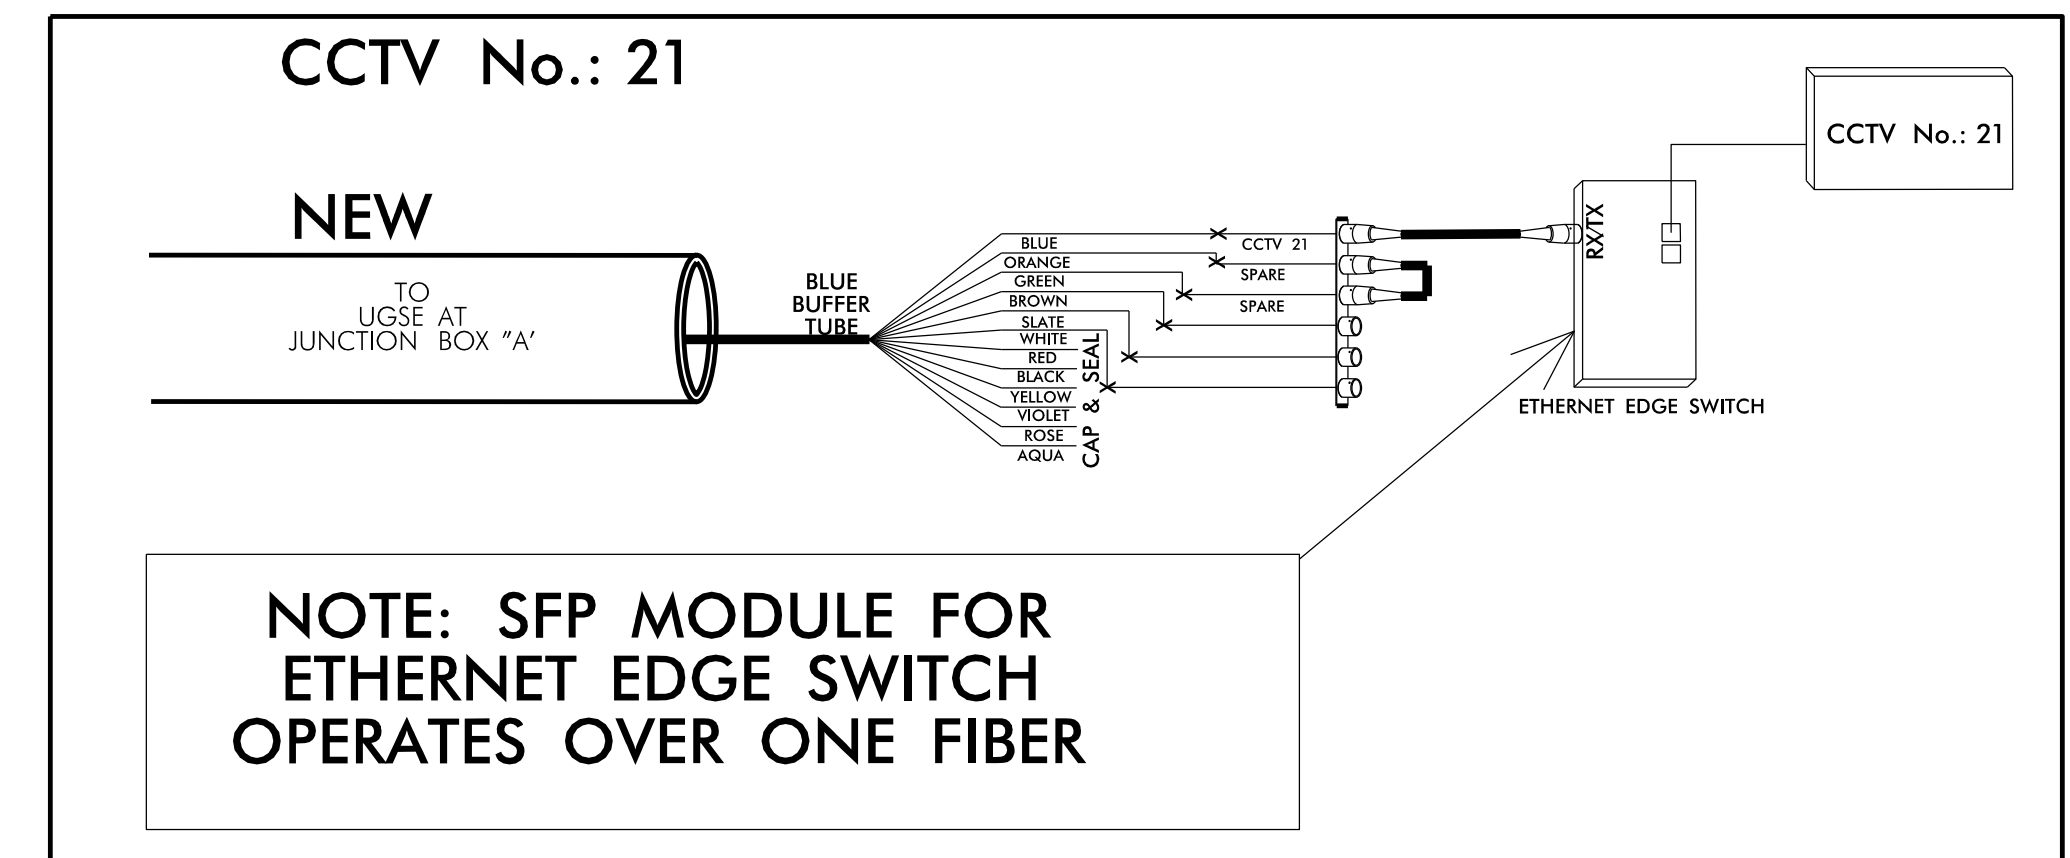 CCTV No.: 21
CCTV No.: 21
NEW
RX/TX
BLUE
CCTV 21
ORANGE
SPARE
GREEN
BROWN
SPARE
SLATE
WHITE
RED
BLACK
YELLOW
VIOLET
ROSE
AQUA
CAP & SEAL
BLUE
BUFFER
TUBE
TO
UGSE AT
JUNCTION BOX "A'
ETHERNET EDGE SWITCH
NOTE: SFP MODULE FOR
ETHERNET EDGE SWITCH
OPERATES OVER ONE FIBER